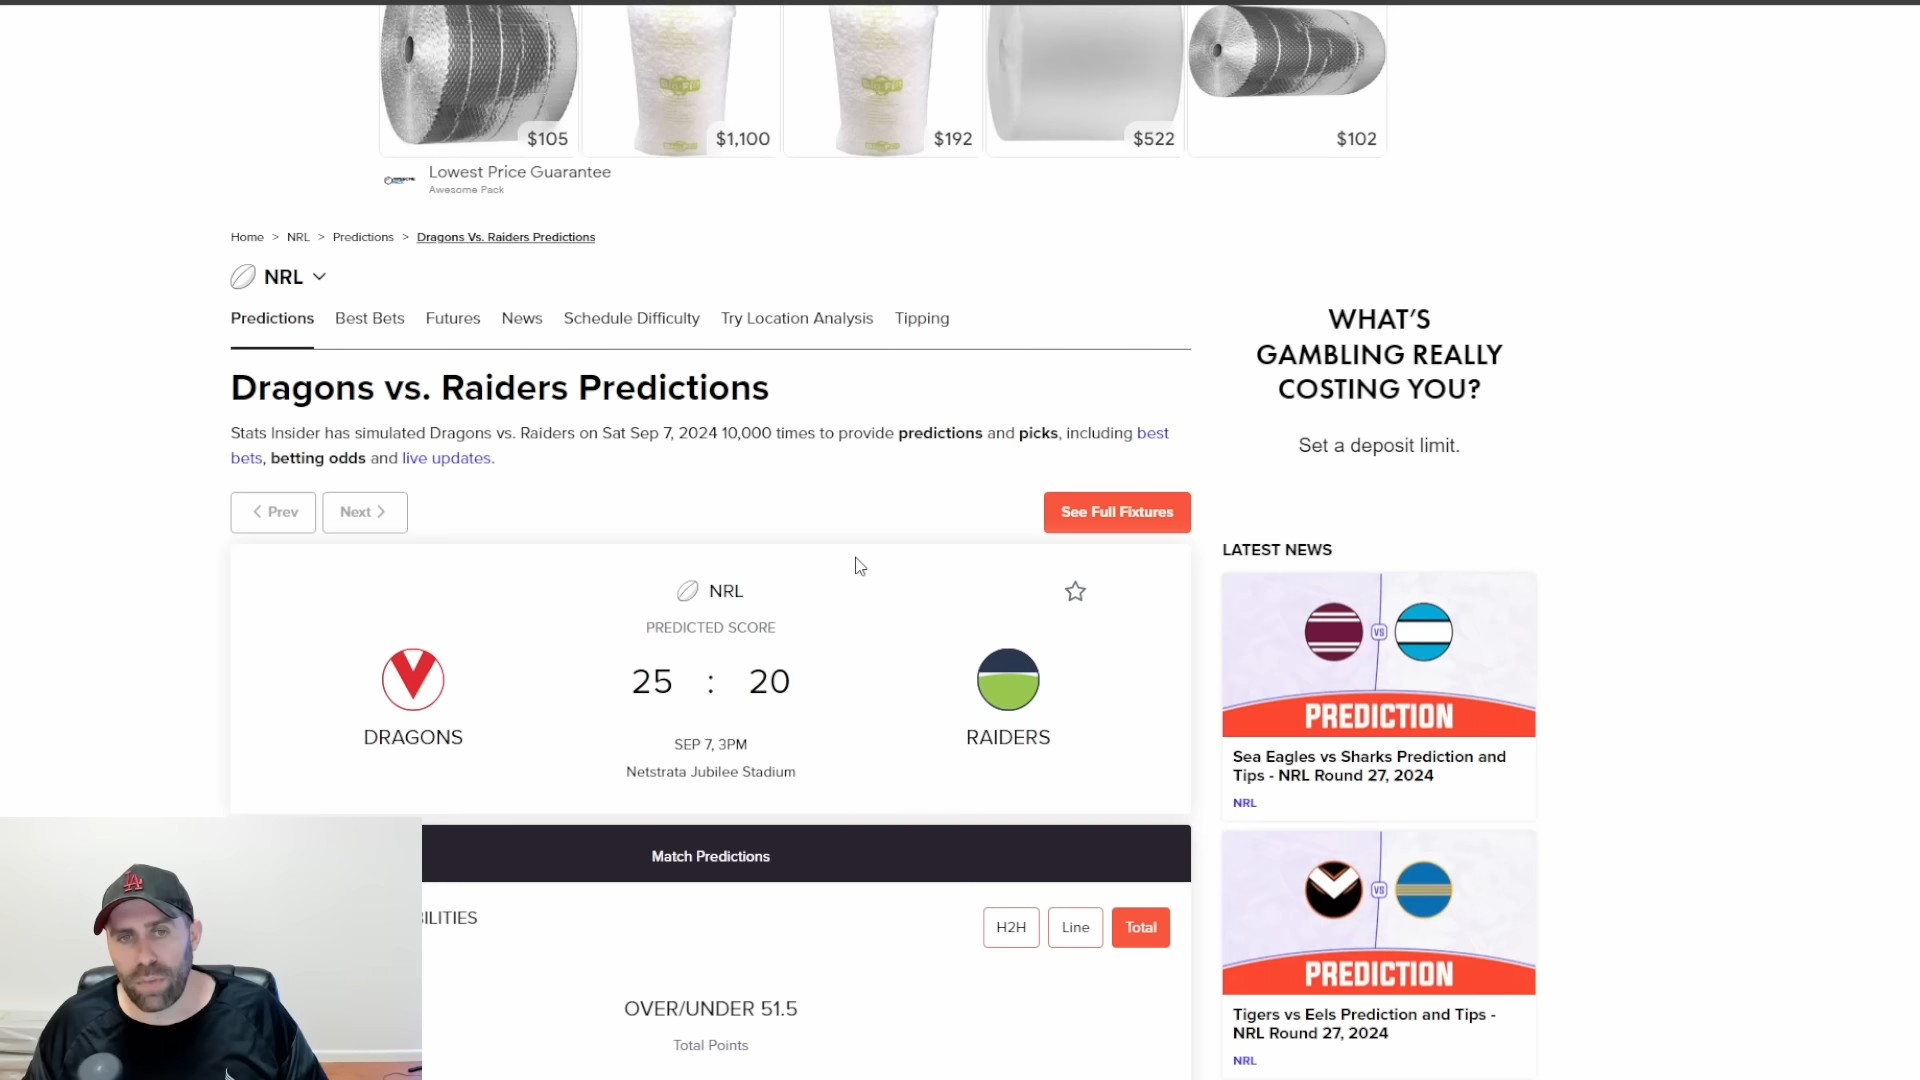 $105
$1,100
$192
$522
$102
Lowest Price Guarantee
Awesome Pack
Home > NRL > Predictions > Dragons Vs. Raiders Predictions
NRL
Predictions Best Bets Futures News Schedule Difficulty Try Location Analysis Tipping
Dragons vs. Raiders Predictions
Stats Insider has simulated Dragons vs. Raiders on Sat Sep 7, 2024 10,000 times to provide predictions and picks, including best
bets, betting odds and live updates.
< Prev
Next >
See Full Fixtures
NRL
PREDICTED SCORE
25 : 20
DRAGONS
RAIDERS
SEP 7, 3PM
Netstrata Jubilee Stadium
Match Predictions
ILITIES
H2H
Line
Total
OVER/UNDER 51.5
Total Points
WHAT'S
GAMBLING REALLY
COSTING YOU?
Set a deposit limit.
LATEST NEWS
VS
PREDICTION
Sea Eagles vs Sharks Prediction and
Tips - NRL Round 27, 2024
NRL
VS
PREDICTION
Tigers vs Eels Prediction and Tips -
NRL Round 27, 2024
NRL
LA